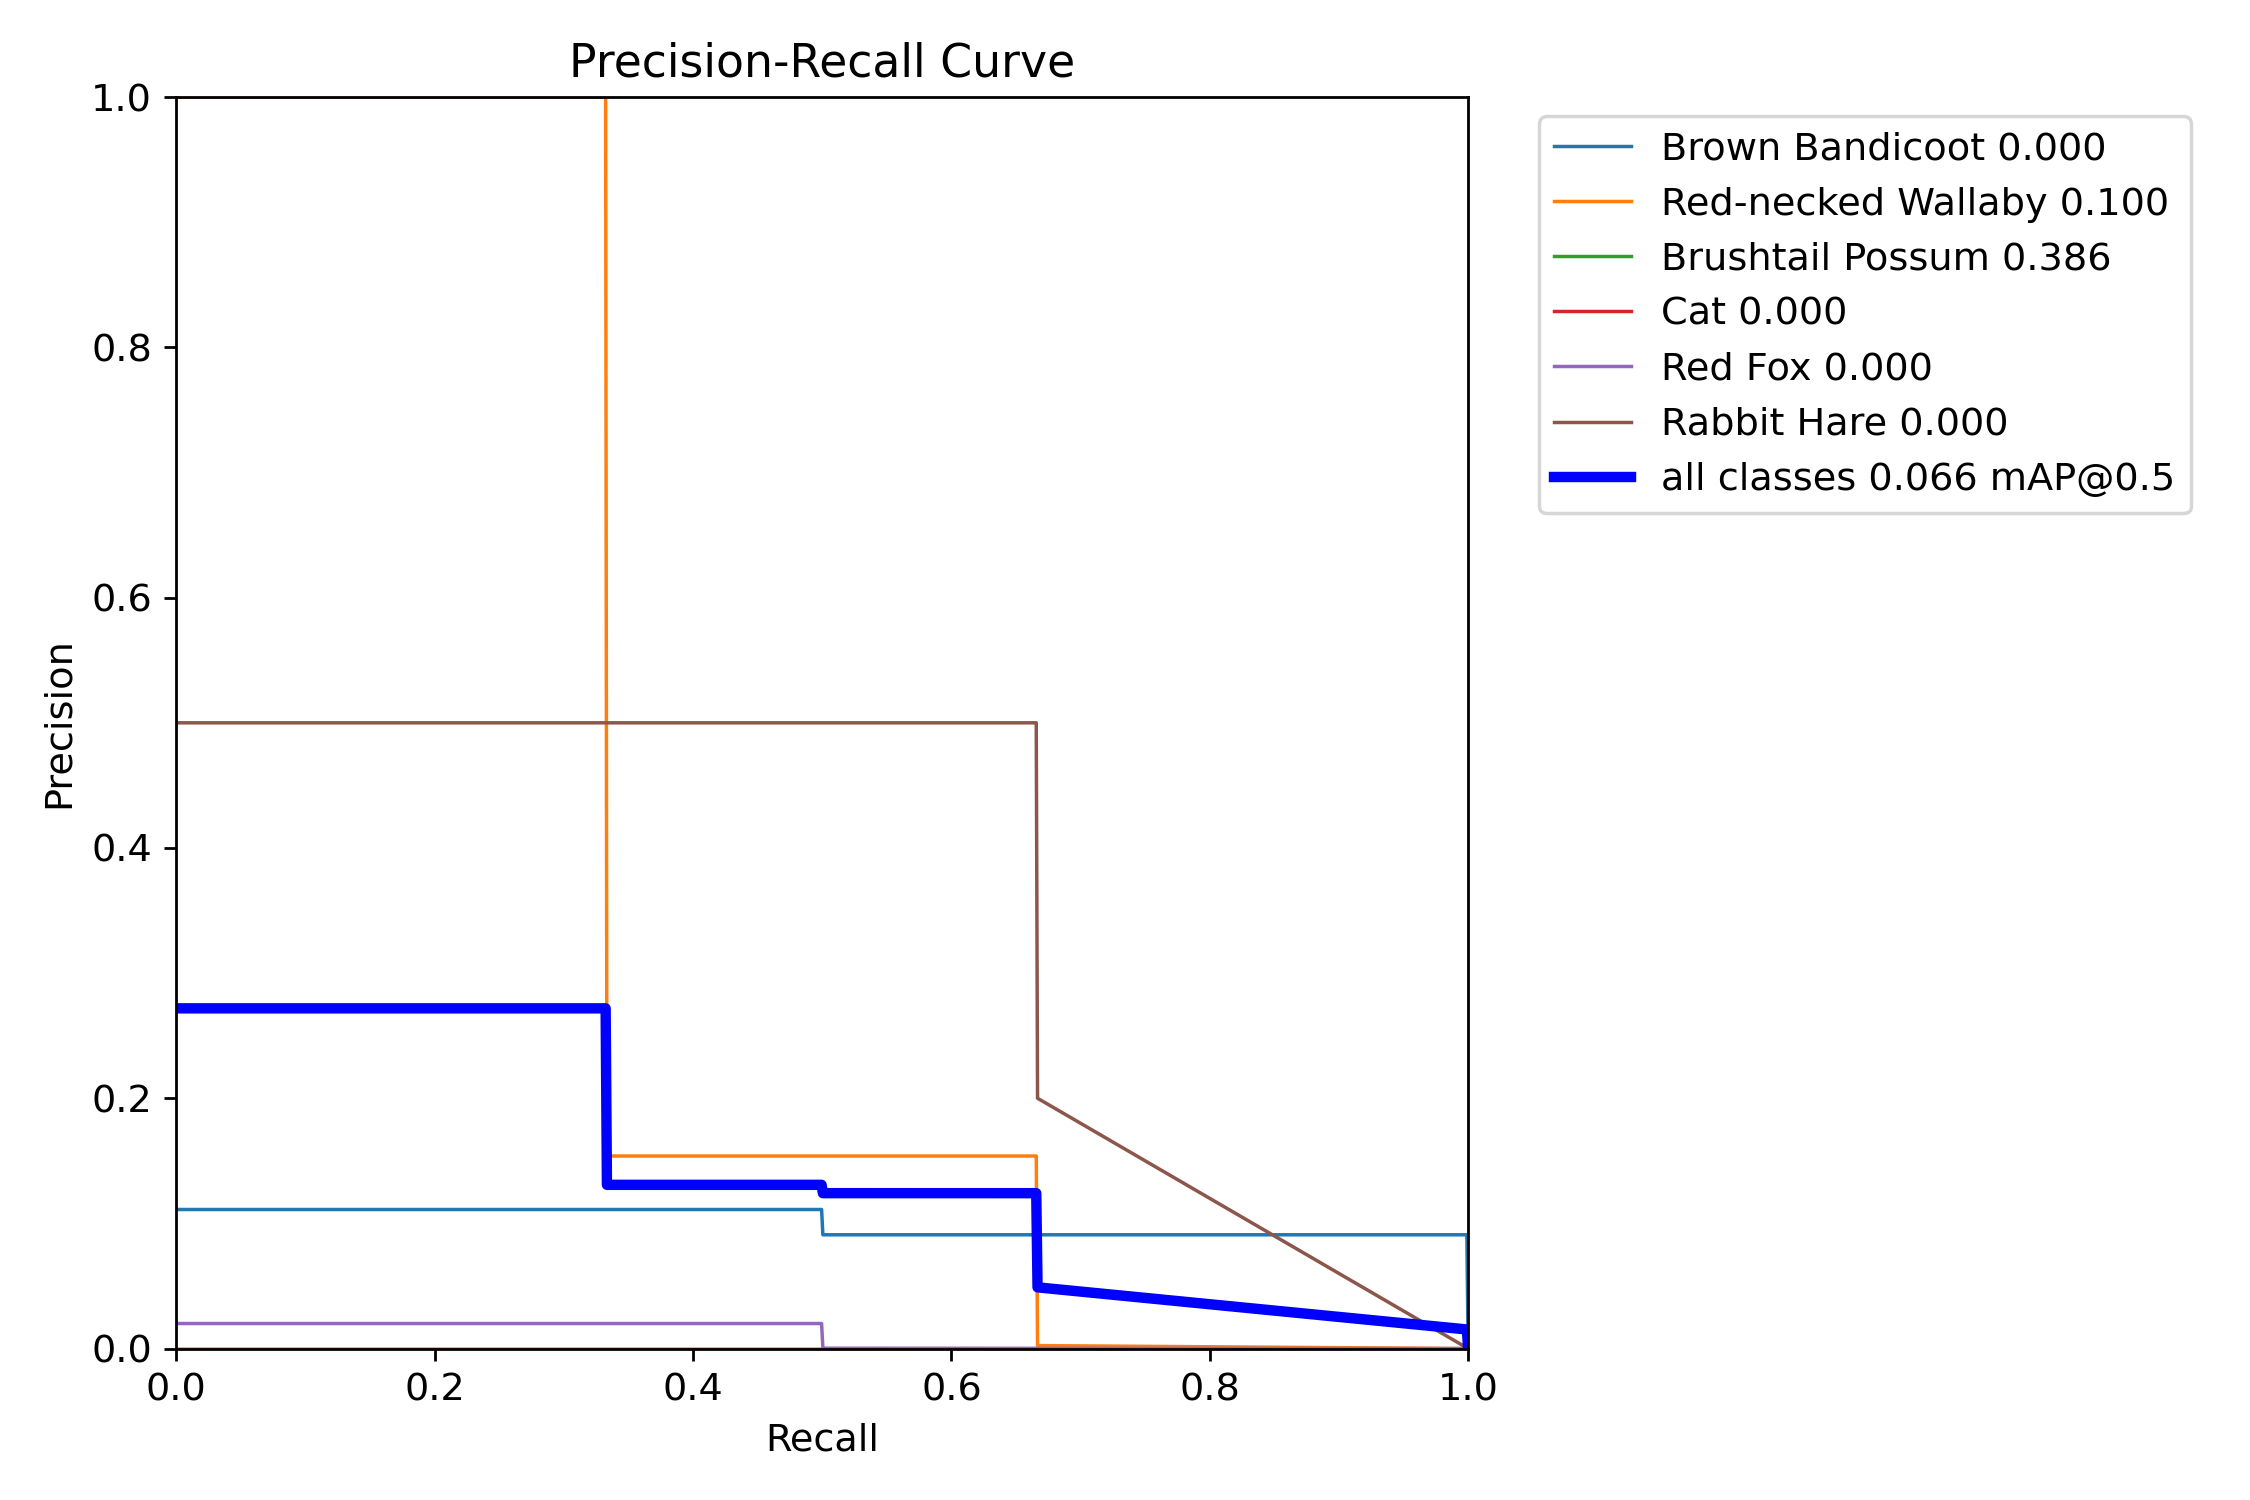 Precision-Recall Curve
1.0
0.8
0.6
0.4
0.2
0.0
Precision
0.0 0.2 0.4 0.6 0.8 1.0
Recall
Brown Bandicoot 0.000
Red-necked Wallaby 0.100
Brushtail Possum 0.386
Cat 0.000
Red Fox 0.000
Rabbit Hare 0.000
all classes 0.066 mAP@0.5